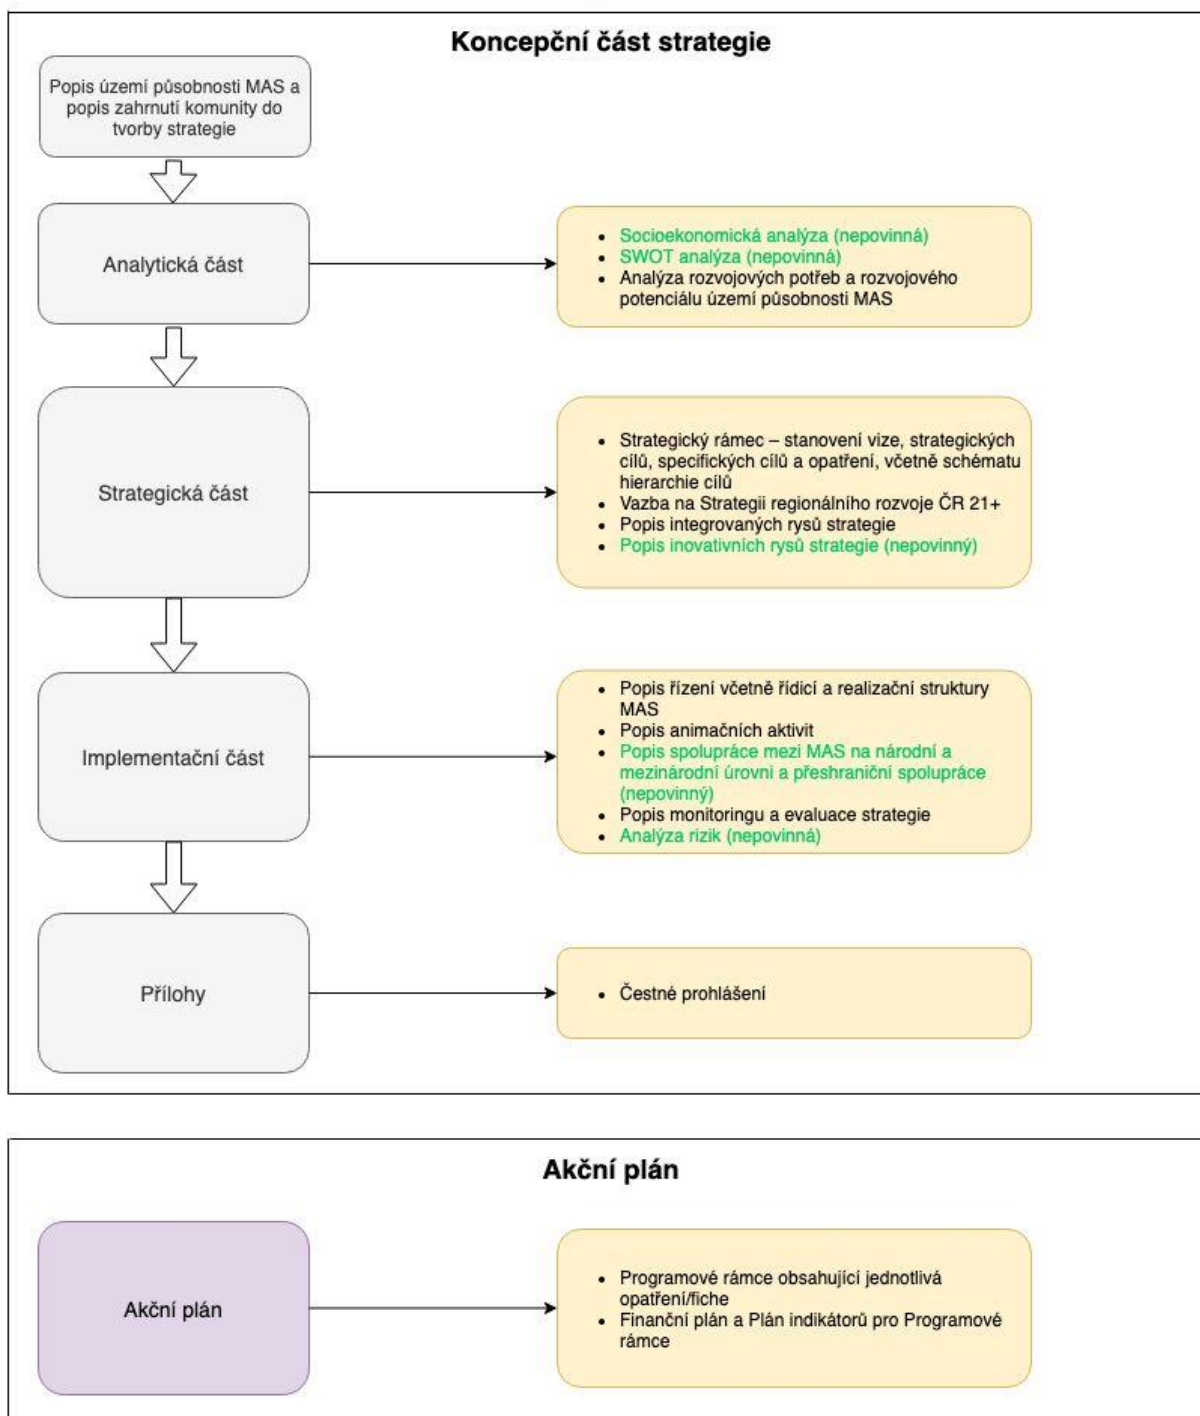 Koncepční část strategie
Popis území působnosti MAS a
popis zahrnutí komunity do
tvorby strategie
Analytická část
• Socioekonomická analýza (nepovinná)
• SWOT analýza (nepovinná)
• Analýza rozvojových potřeb a rozvojového
potenciálu území působnosti MAS
Strategická část
• Strategický rámec – stanovení vize, strategických
cílů, specifických cílů a opatření, včetně schématu
hierarchie cílů
• Vazba na Strategii regionálního rozvoje ČR 21+
• Popis integrovaných rysů strategie
• Popis inovativních rysů strategie (nepovinný)
Implementační část
• Popis řízení včetně řídicí a realizační struktury
MAS
• Popis animačních aktivit
• Popis spolupráce mezi MAS na národní a
mezinárodní úrovni a přeshraniční spolupráce
(nepovinný)
• Popis monitoringu a evaluace strategie
• Analýza rizik (nepovinná)
Přílohy
• Čestné prohlášení
Akční plán
Akční plán
• Programové rámce obsahující jednotlivá
opatření/fiche
• Finanční plán a Plán indikátorů pro Programové
rámce